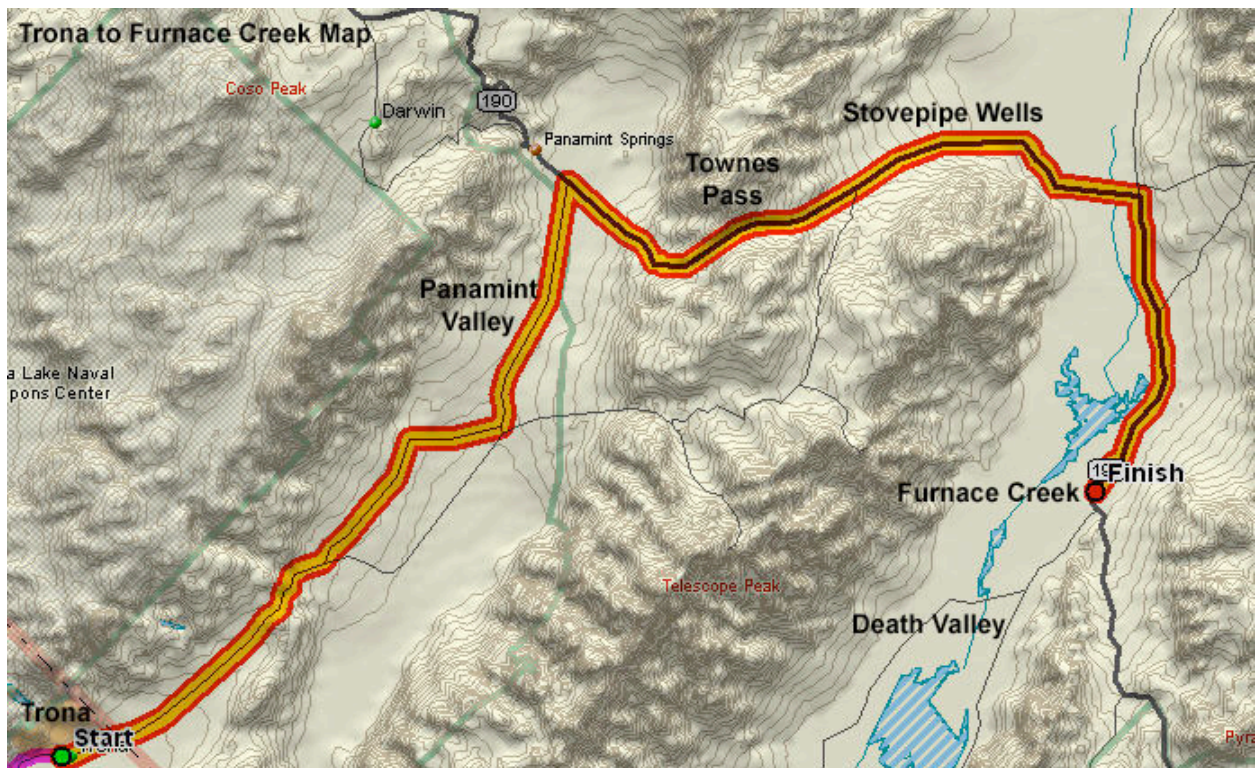 Trona to Furnace Creek Map
Coso Peak
Darwin
190
Panamint Springs
Stovepipe Wells
Townes
Pass
Panamint
Valley
a Lake Naval
pons Center
Furnace Creek
Finish
Telescope Peak
Death Valley
Trona
Start
Pyra